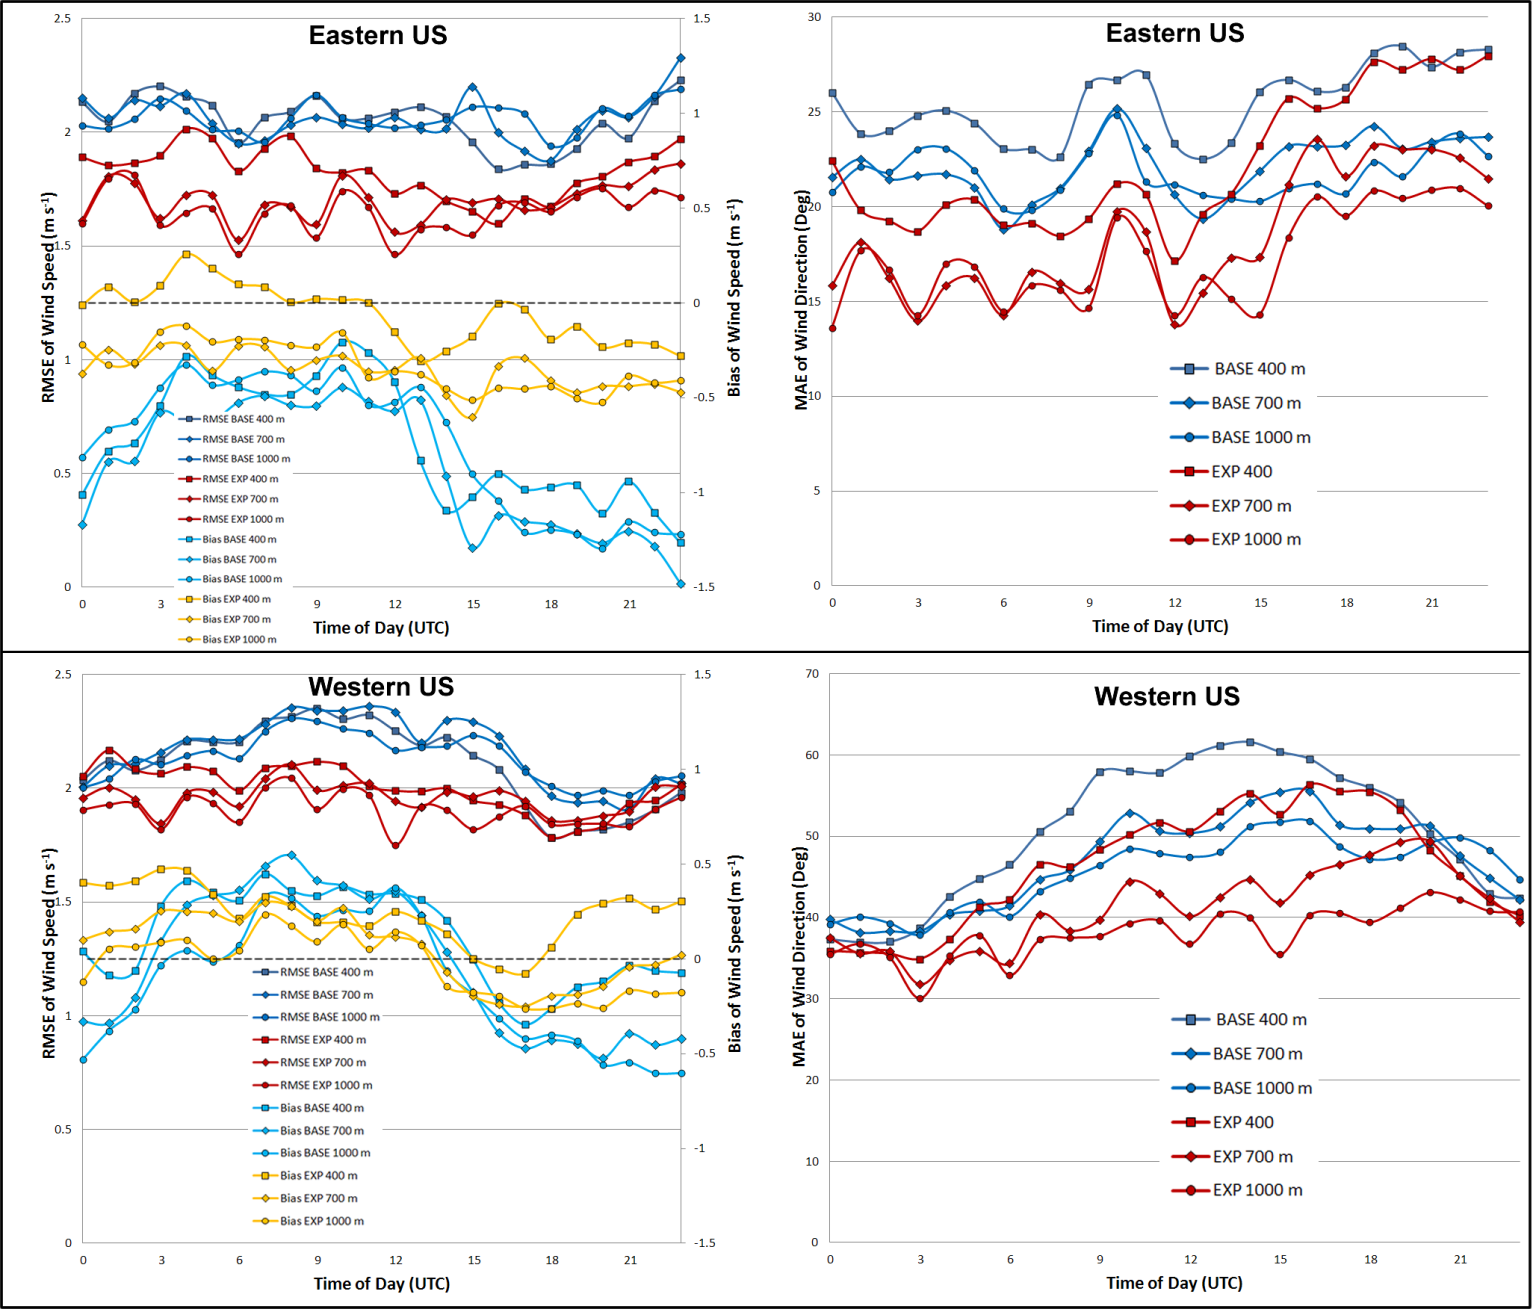 Eastern US
2.5
2
1.5
1
0.5
0
RMSE of Wind Speed (m s-1)
1.5
1
0.5
0
-0.5
-1
-1.5
Bias of Wind Speed (m s-1)
RMSE BASE 400 m
RMSE BASE 700 m
RMSE BASE 1000 m
RMSE EXP 400 m
RMSE EXP 700 m
RMSE EXP 1000 m
Bias BASE 400 m
Bias BASE 700 m
Bias BASE 1000 m
Bias EXP 400 m
Bias EXP 700 m
Bias EXP 1000 m
0 3 9 12 15 18 21
Time of Day (UTC)
Eastern US
30
25
20
15
10
5
0
MAE of Wind Direction (Deg)
BASE 400 m
BASE 700 m
BASE 1000 m
EXP 400
EXP 700 m
EXP 1000 m
0 3 6 9 12 15 18 21
Time of Day (UTC)
Western US
2.5
2
1.5
1
0.5
0
RMSE of Wind Speed (m s-1)
1.5
1
0.5
0
-0.5
-1
-1.5
Bias of Wind Speed (m s-1)
RMSE BASE 400 m
RMSE BASE 700 m
RMSE BASE 1000 m
RMSE EXP 400 m
RMSE EXP 700 m
RMSE EXP 1000 m
Bias BASE 400 m
Bias BASE 700 m
Bias BASE 1000 m
Bias EXP 400 m
Bias EXP 700 m
Bias EXP 1000 m
0 3 6 9 12 15 18 21
Time of Day (UTC)
Western US
70
60
50
40
30
20
10
0
MAE of Wind Direction (Deg)
BASE 400 m
BASE 700 m
BASE 1000 m
EXP 400
EXP 700 m
EXP 1000 m
0 3 6 9 12 15 18 21
Time of Day (UTC)